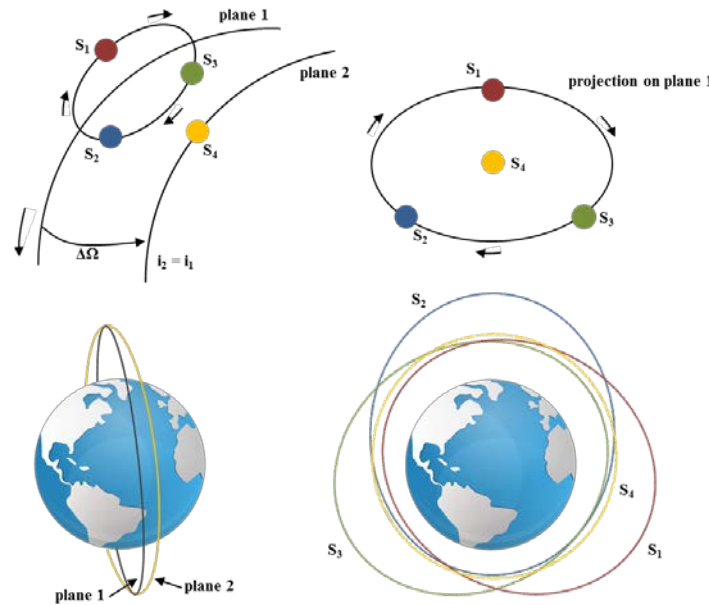 plane 1
S₁
S₃
plane 2
S₂
S₄
ΔΩ
i₂ = i₁
S₁
projection on plane 1
S₄
S₂
S₃
plane 1
plane 2
S₂
S₄
S₃
S₁